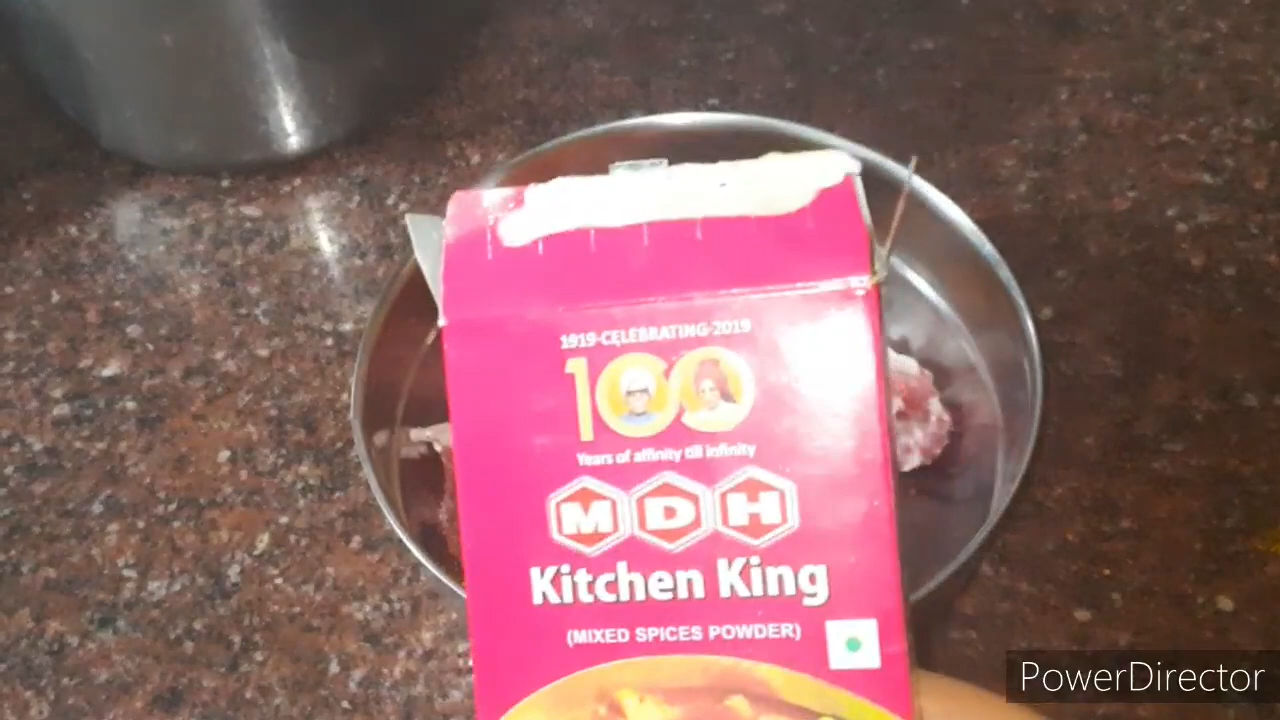 1919-CELEBRATING-2019
100
Years of affinity till infinity
MDH
Kitchen King
(MIXED SPICES POWDER)
PowerDirector